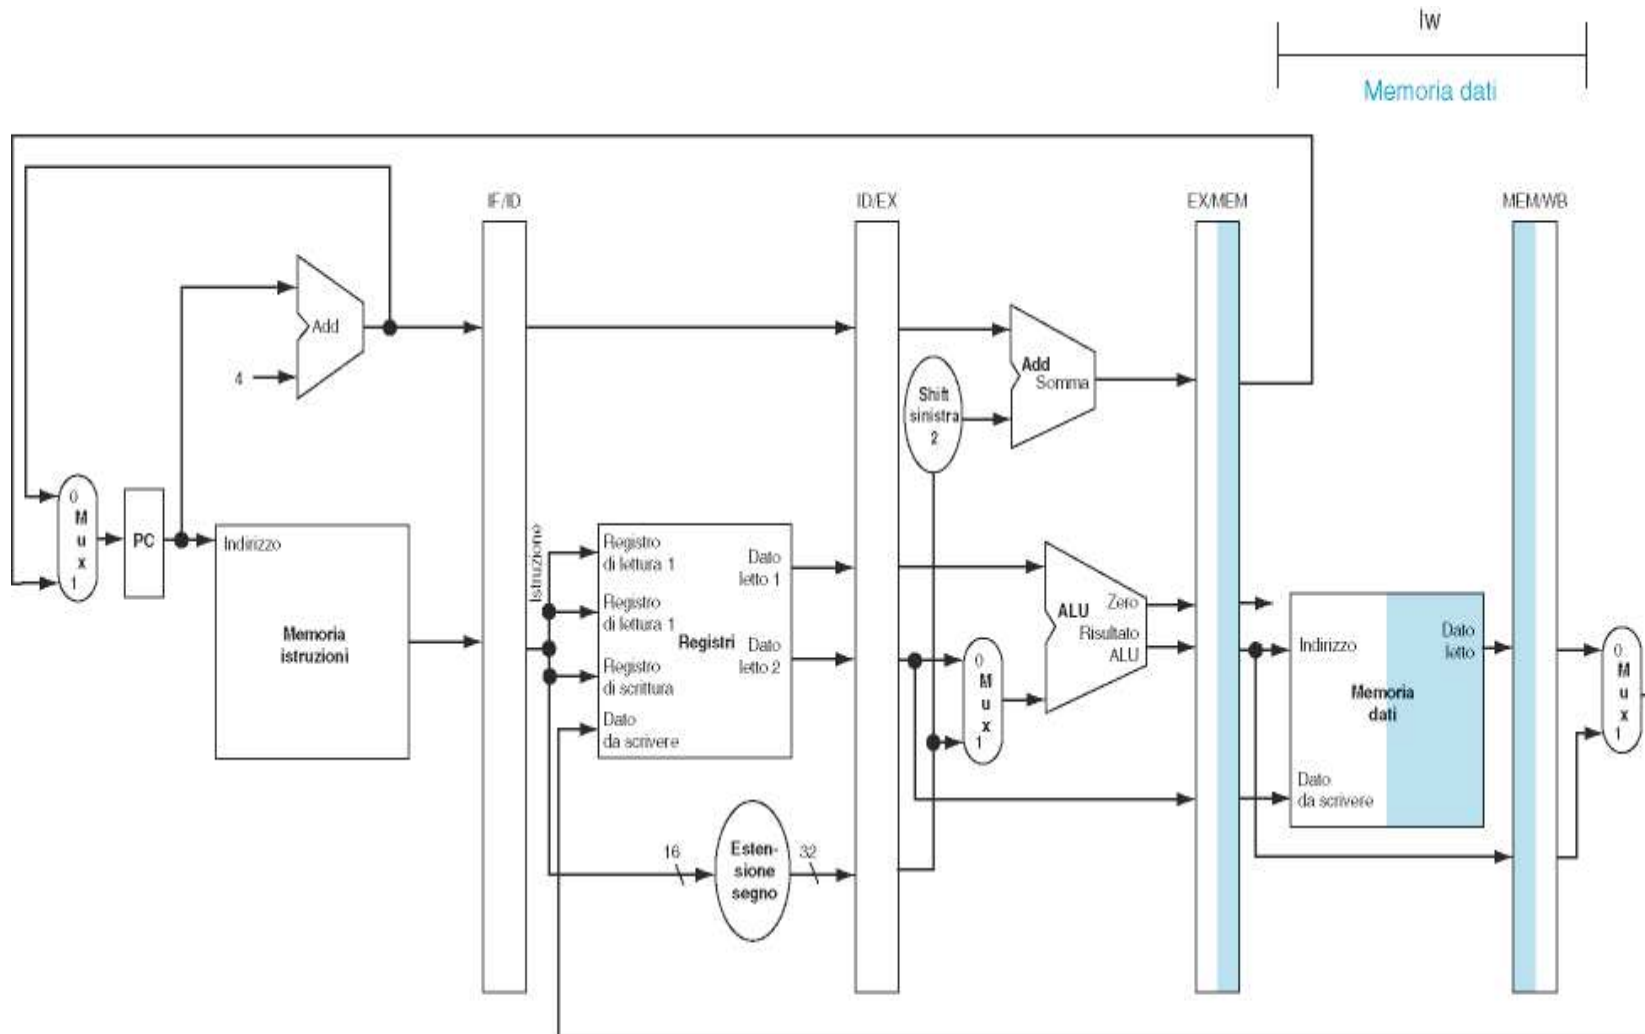 lw
Memoria dati
IF/ID
ID/EX
EX/MEM
MEM/WB
Add
4
Add
Somma
Shift
sinistra
2
0
M
u
x
1
PC
Indirizzo
Memoria
istruzioni
Istruzione
Registro
di lettura 1
Registro
di lettura 1
Registro
di scrittura
Dato
da scrivere
Registri
Dato
letto 1
Dato
letto 2
0
M
u
x
1
ALU
Zero
Risultato
ALU
Indirizzo
Dato
letto
Memoria
dati
Dato
da scrivere
0
M
u
x
1
16
Esten-
sione
segno
32